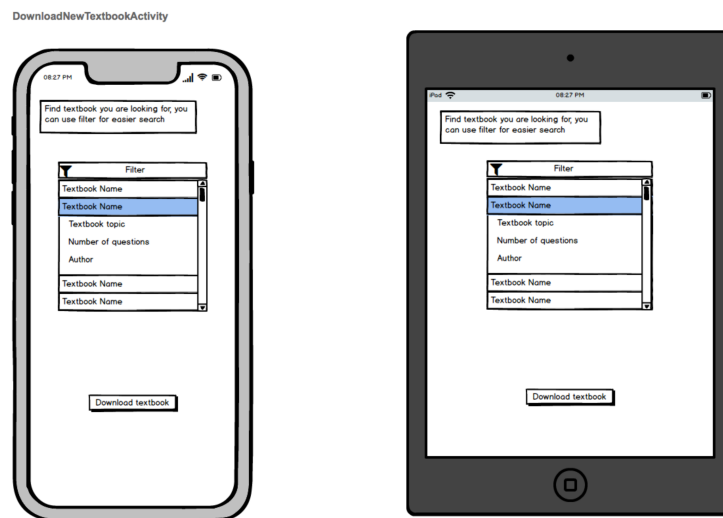 DownloadNewTextbookActivity
08:27 PM
Find textbook you are looking for, you
can use filter for easier search
Filter
Textbook Name
Textbook Name
Textbook topic
Number of questions
Author
Textbook Name
Textbook Name
Download textbook
iPod
08:27 PM
Find textbook you are looking for, you
can use filter for easier search
Filter
Textbook Name
Textbook Name
Textbook topic
Number of questions
Author
Textbook Name
Textbook Name
Download textbook